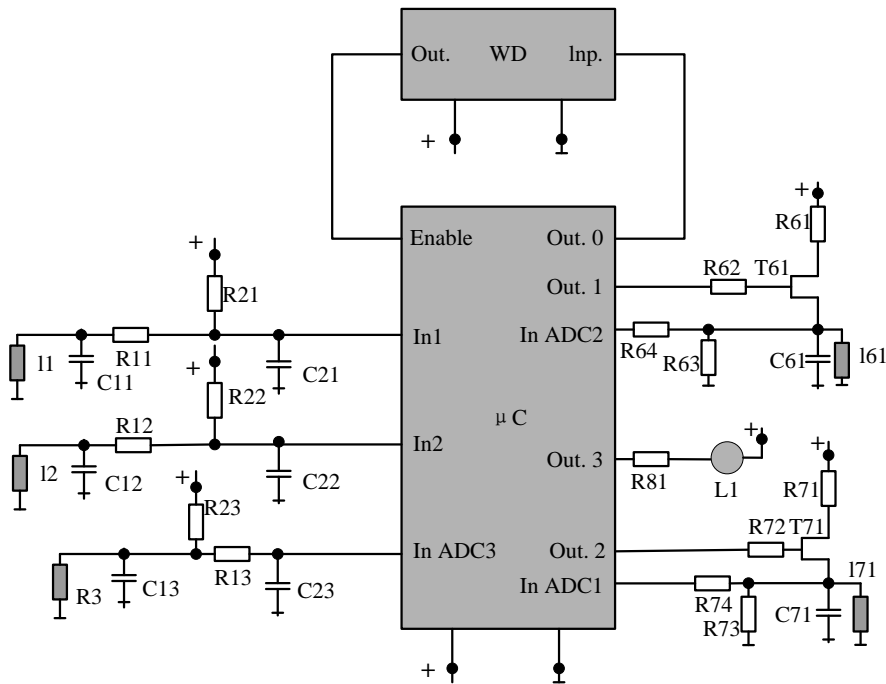 Out. WD Inp.
+
Enable Out. 0
+
R61
+
R62 T61
Out. 1
R21
In1 In ADC2
l1 C11 R11 C21
R64 R63 C61 l61
+
R22
μC
R12
In2
+
Out. 3
+
l2 C12 C22
R81 L1
R71
+
R23
R72 T71
In ADC3 Out. 2
R3 C13 R13 C23
In ADC1
l71
R74
R73 C71
+